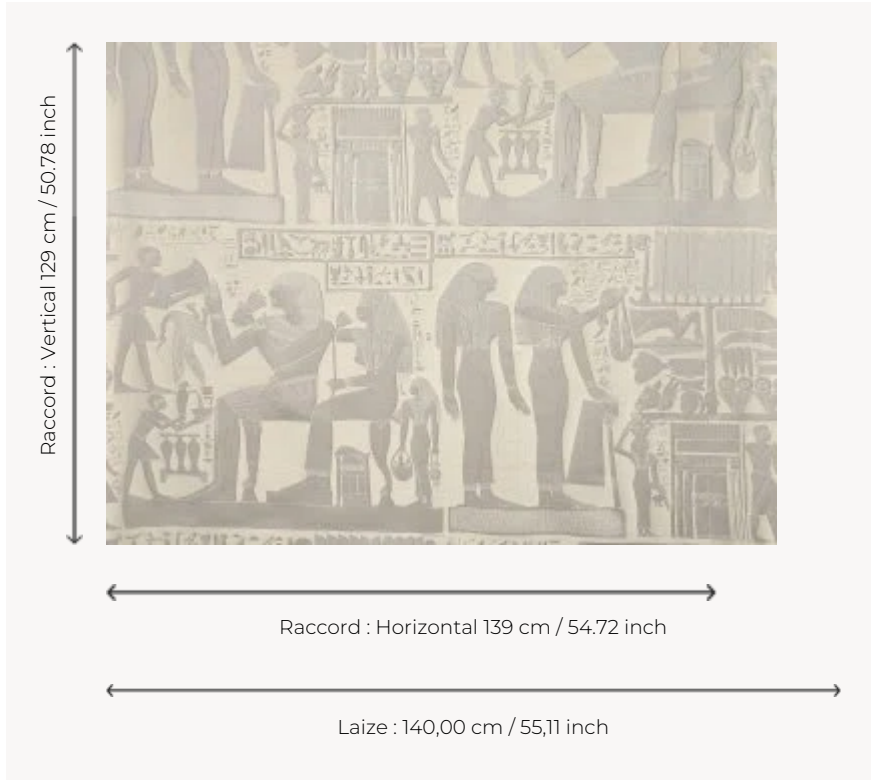 Raccord : Vertical 129 cm / 50.78 inch
Raccord : Horizontal 139 cm / 54.72 inch
Laize : 140,00 cm / 55,11 inch